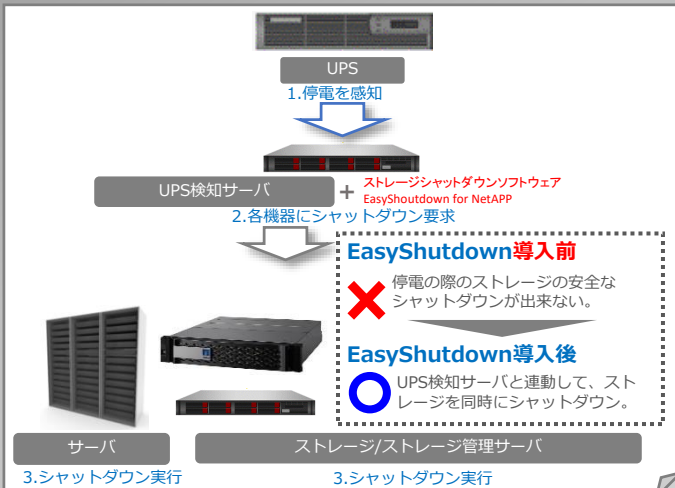 UPS
1.停電を感知
UPS検知サーバ
+
ストレージシャットダウンソフトウェア
EasyShoutdown for NetAPP
2.各機器にシャットダウン要求
EasyShutdown導入前
停電の際のストレージの安全な
シャットダウンが出来ない。
EasyShutdown導入後
UPS検知サーバと連動して、スト
レージを同時にシャットダウン。
サーバ
ストレージ/ストレージ管理サーバ
3.シャットダウン実行
3.シャットダウン実行